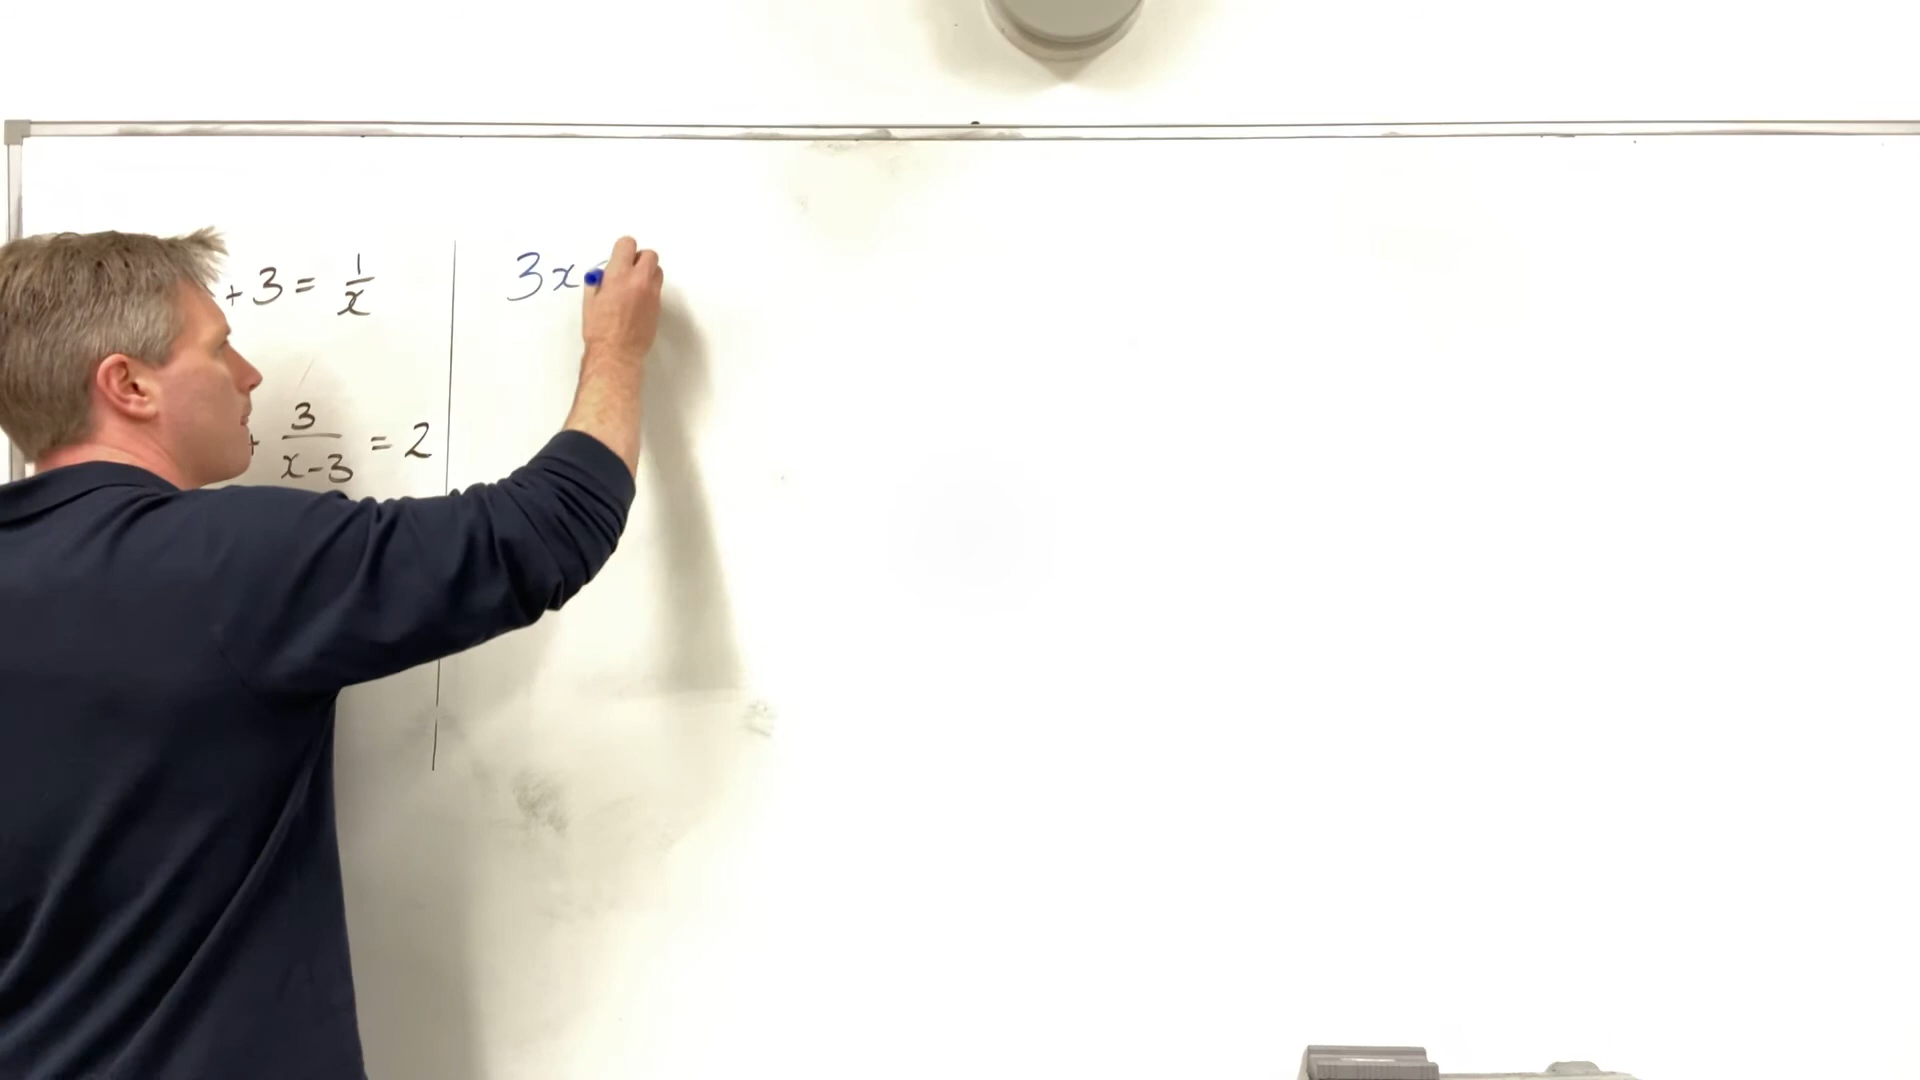 +3 = 1/x
3x
+ 3/(x-3) = 2